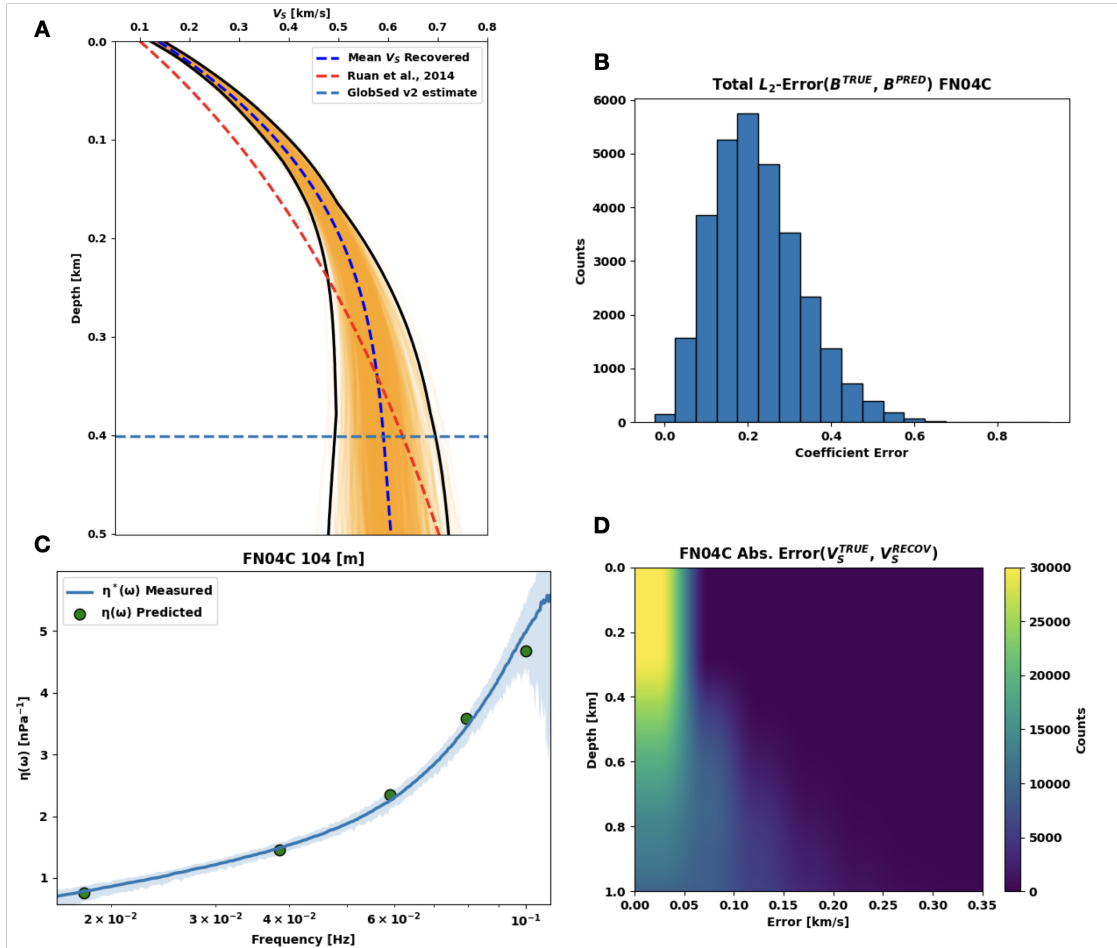 A
V_S [km/s]
0.1 0.2 0.3 0.4 0.5 0.6 0.7 0.8
Mean V_S Recovered
Ruan et al., 2014
GlobSed v2 estimate
Depth [km]
0.0
0.1
0.2
0.3
0.4
0.5
B
Total L_2-Error(B^TRUE, B^PRED) FN04C
Counts
6000
5000
4000
3000
2000
1000
0
0.0 0.2 0.4 0.6 0.8
Coefficient Error
C
FN04C 104 [m]
η*(ω) Measured
η(ω) Predicted
η(ω) [nPa⁻¹]
5
4
3
2
1
2 × 10⁻² 3 × 10⁻² 4 × 10⁻² 6 × 10⁻² 10⁻¹
Frequency [Hz]
D
FN04C Abs. Error(V_S^TRUE, V_S^RECOV)
Depth [km]
0.0
0.2
0.4
0.6
0.8
1.0
0.00 0.05 0.10 0.15 0.20 0.25 0.30 0.35
Error [km/s]
30000
25000
20000
15000
10000
5000
0
Counts